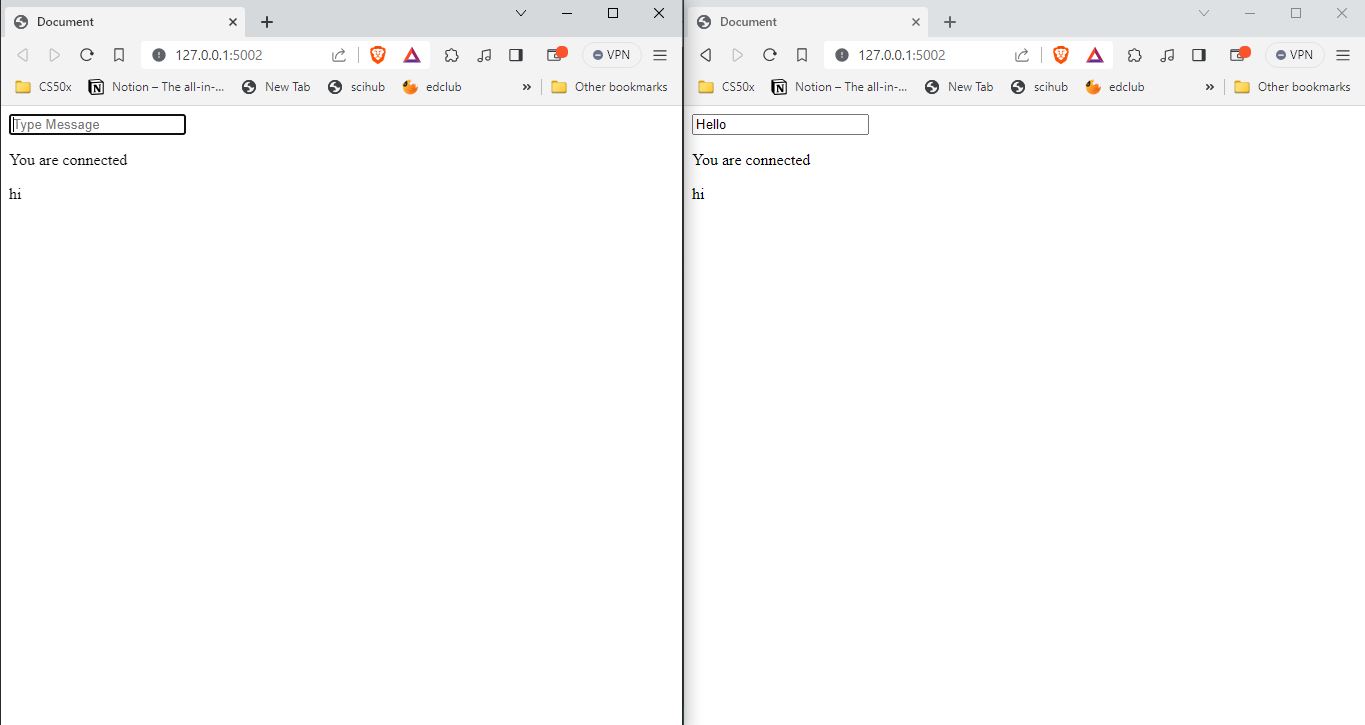 Document
127.0.0.1:5002
VPN
CS50x
Notion – The all-in-...
New Tab
scihub
edclub
»
Other bookmarks
Type Message
You are connected
hi
Document
127.0.0.1:5002
VPN
CS50x
Notion – The all-in-...
New Tab
scihub
edclub
»
Other bookmarks
Hello
You are connected
hi